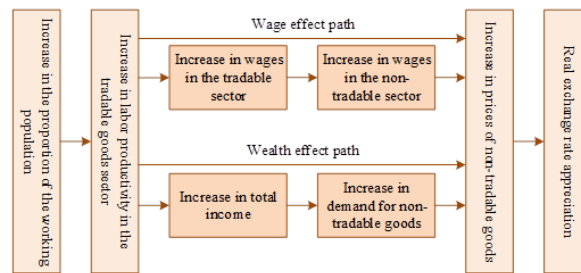 Increase in the proportion of the working
population
Increase in labor productivity in the
tradable goods sector
Wage effect path
Increase in wages
in the tradable
sector
Increase in wages
in the non-
tradable sector
Wealth effect path
Increase in total
income
Increase in
demand for non-
tradable goods
Increase in prices of non-tradable goods
Real exchange rate appreciation